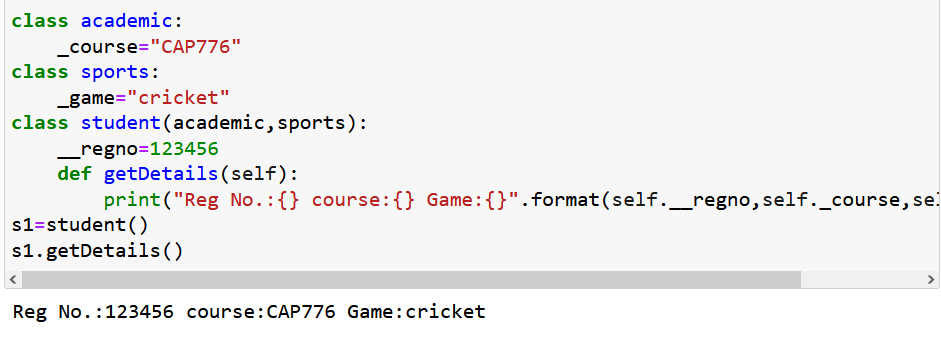 class academic:
    _course="CAP776"
class sports:
    _game="cricket"
class student(academic,sports):
    __regno=123456
    def getDetails(self):
        print("Reg No.:{} course:{} Game:{}".format(self.__regno,self._course,sel
s1=student()
s1.getDetails()
Reg No.:123456 course:CAP776 Game:cricket